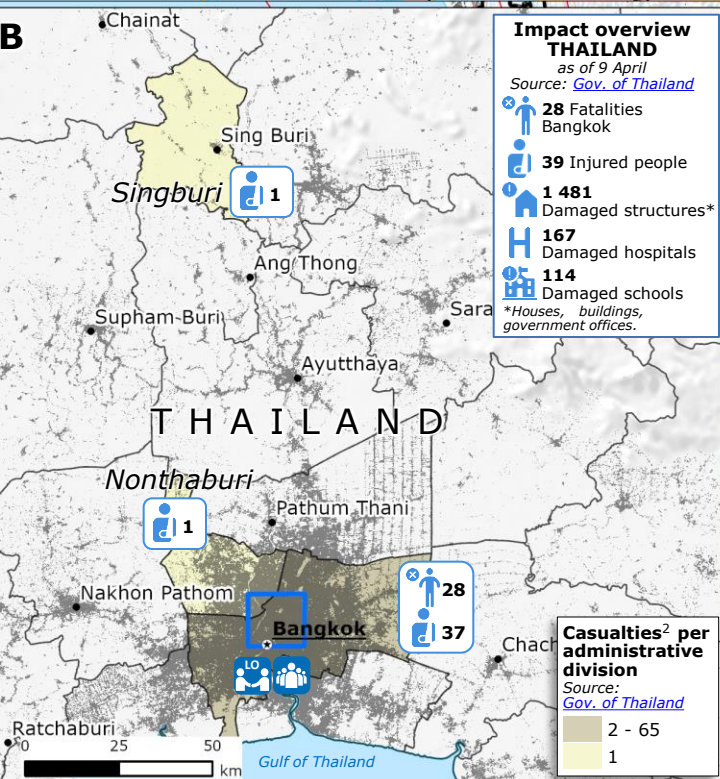 B
Chainat
Sing Buri
Singburi
1
Ang Thong
Supham Buri
Sara
Ayutthaya
THAILAND
Nonthaburi
1
Pathum Thani
Nakhon Pathom
28
37
Bangkok
LO
Chach
Ratchaburi
0 25 50
km
Gulf of Thailand
Impact overview
THAILAND
as of 9 April
Source: Gov. of Thailand
28 Fatalities
Bangkok
39 Injured people
1 481
Damaged structures*
167
Damaged hospitals
114
Damaged schools
*Houses, buildings,
government offices.
Casualties² per
administrative
division
Source:
Gov. of Thailand
2 - 65
1